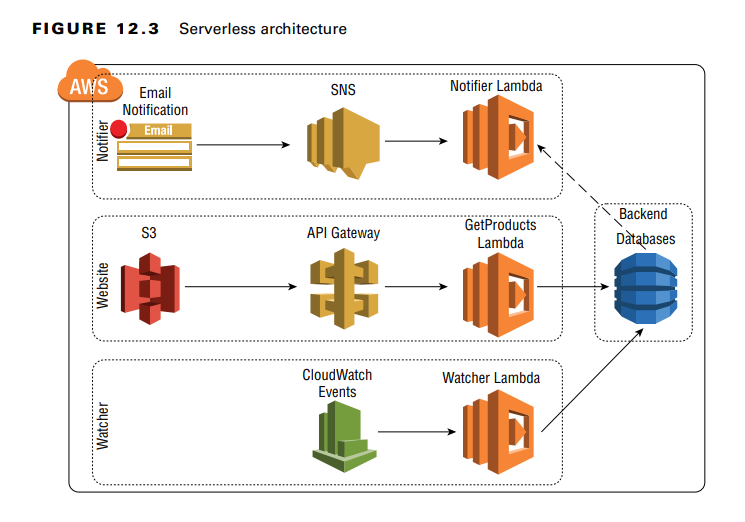 FIGURE 12.3 Serverless architecture
AWS
Email
Notification
Email
SNS
Notifier Lambda
Notifier
Backend
Databases
S3
API Gateway
GetProducts
Lambda
Website
CloudWatch
Events
Watcher Lambda
Watcher